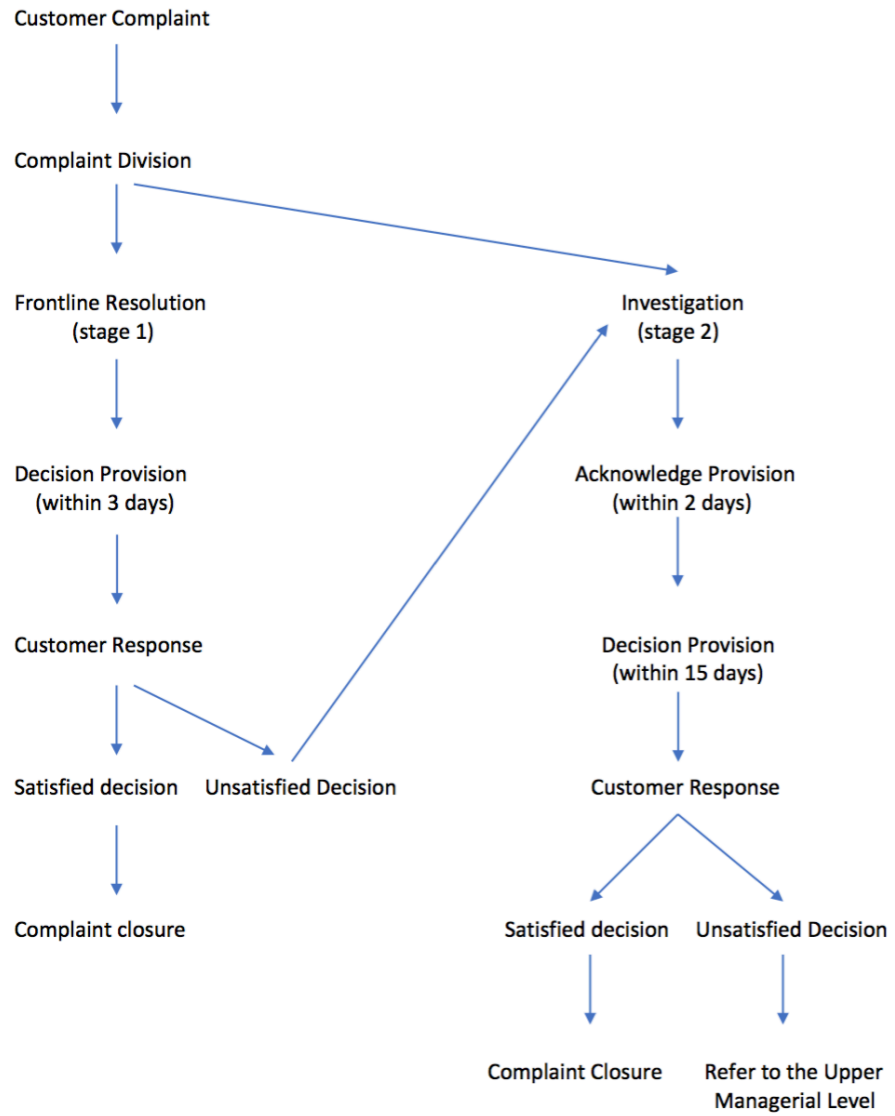 Customer Complaint
Complaint Division
Frontline Resolution
(stage 1)
Investigation
(stage 2)
Decision Provision
(within 3 days)
Acknowledge Provision
(within 2 days)
Customer Response
Decision Provision
(within 15 days)
Satisfied decision
Unsatisfied Decision
Customer Response
Complaint closure
Satisfied decision
Unsatisfied Decision
Complaint Closure
Refer to the Upper
Managerial Level